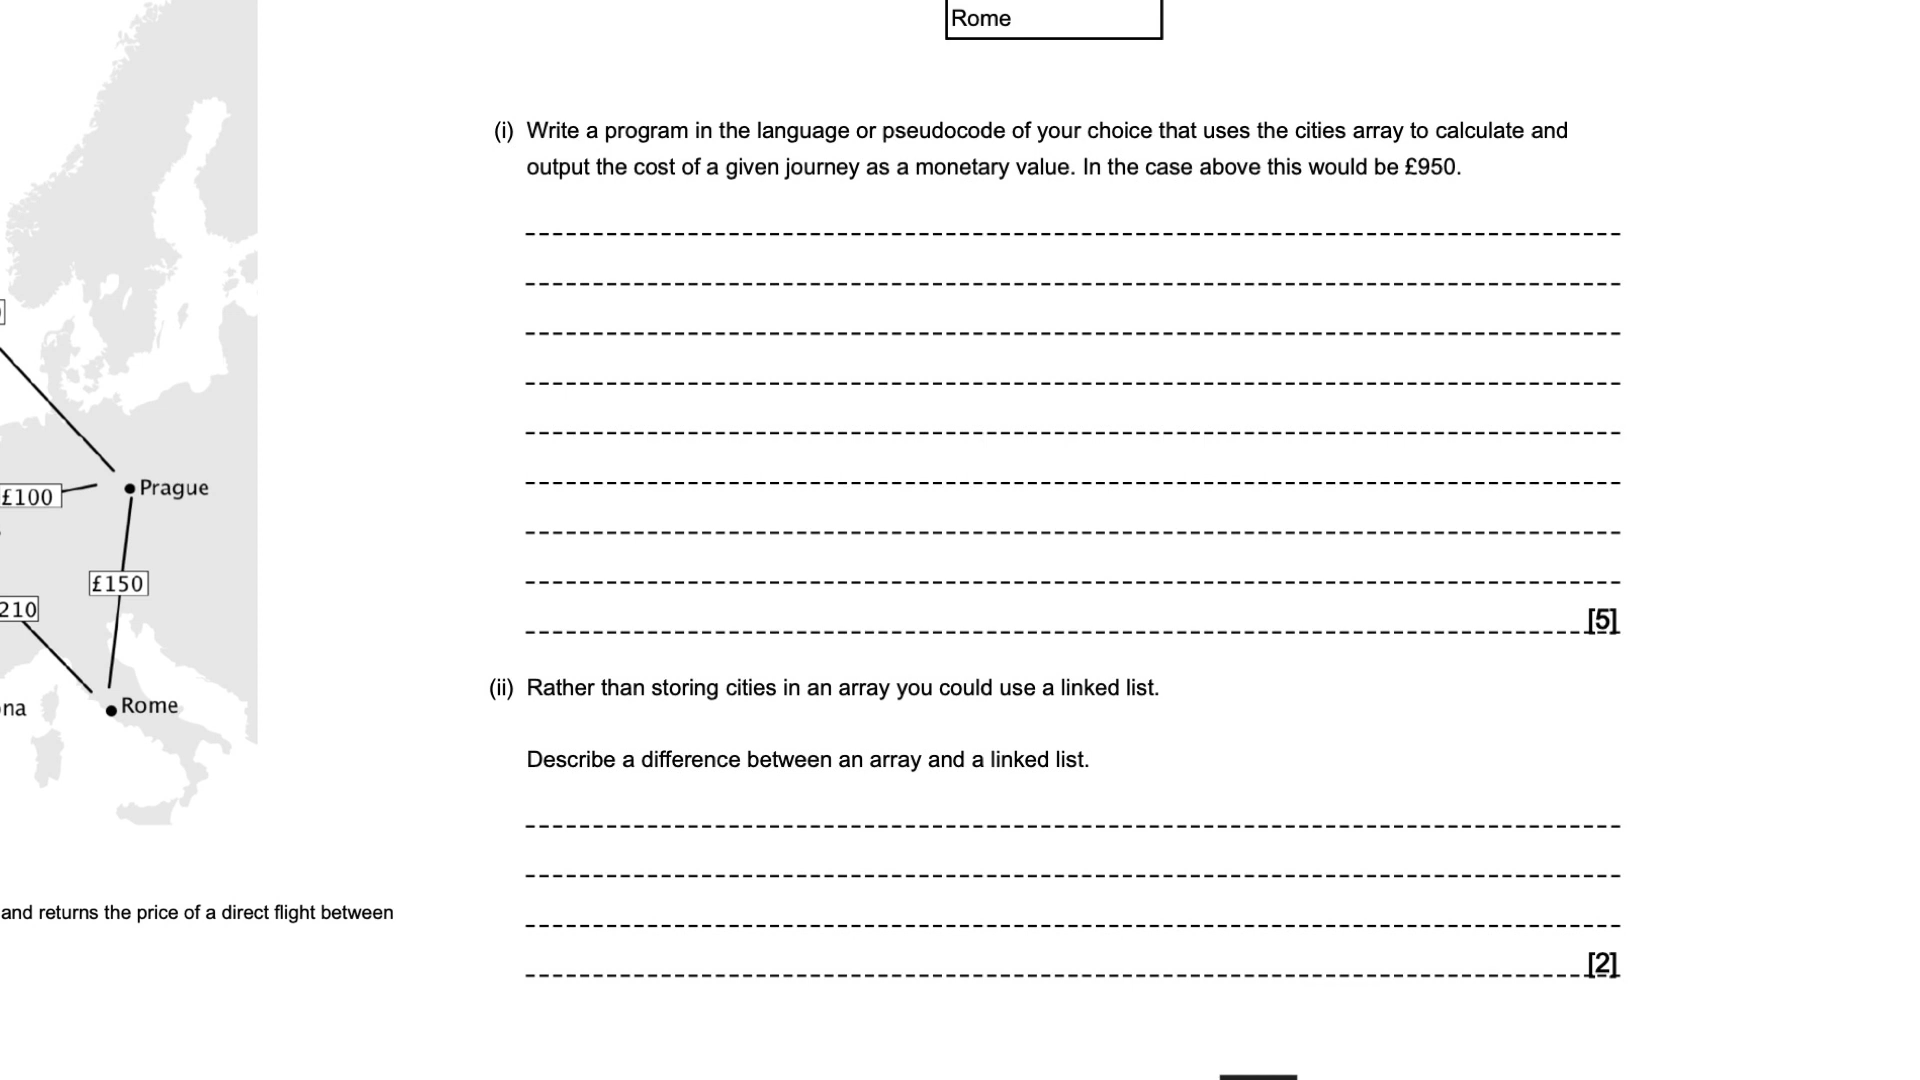 Rome
(i) Write a program in the language or pseudocode of your choice that uses the cities array to calculate and
output the cost of a given journey as a monetary value. In the case above this would be £950.
[5]
(ii) Rather than storing cities in an array you could use a linked list.
Describe a difference between an array and a linked list.
[2]
£100
Prague
£150
210
Rome
na
and returns the price of a direct flight between